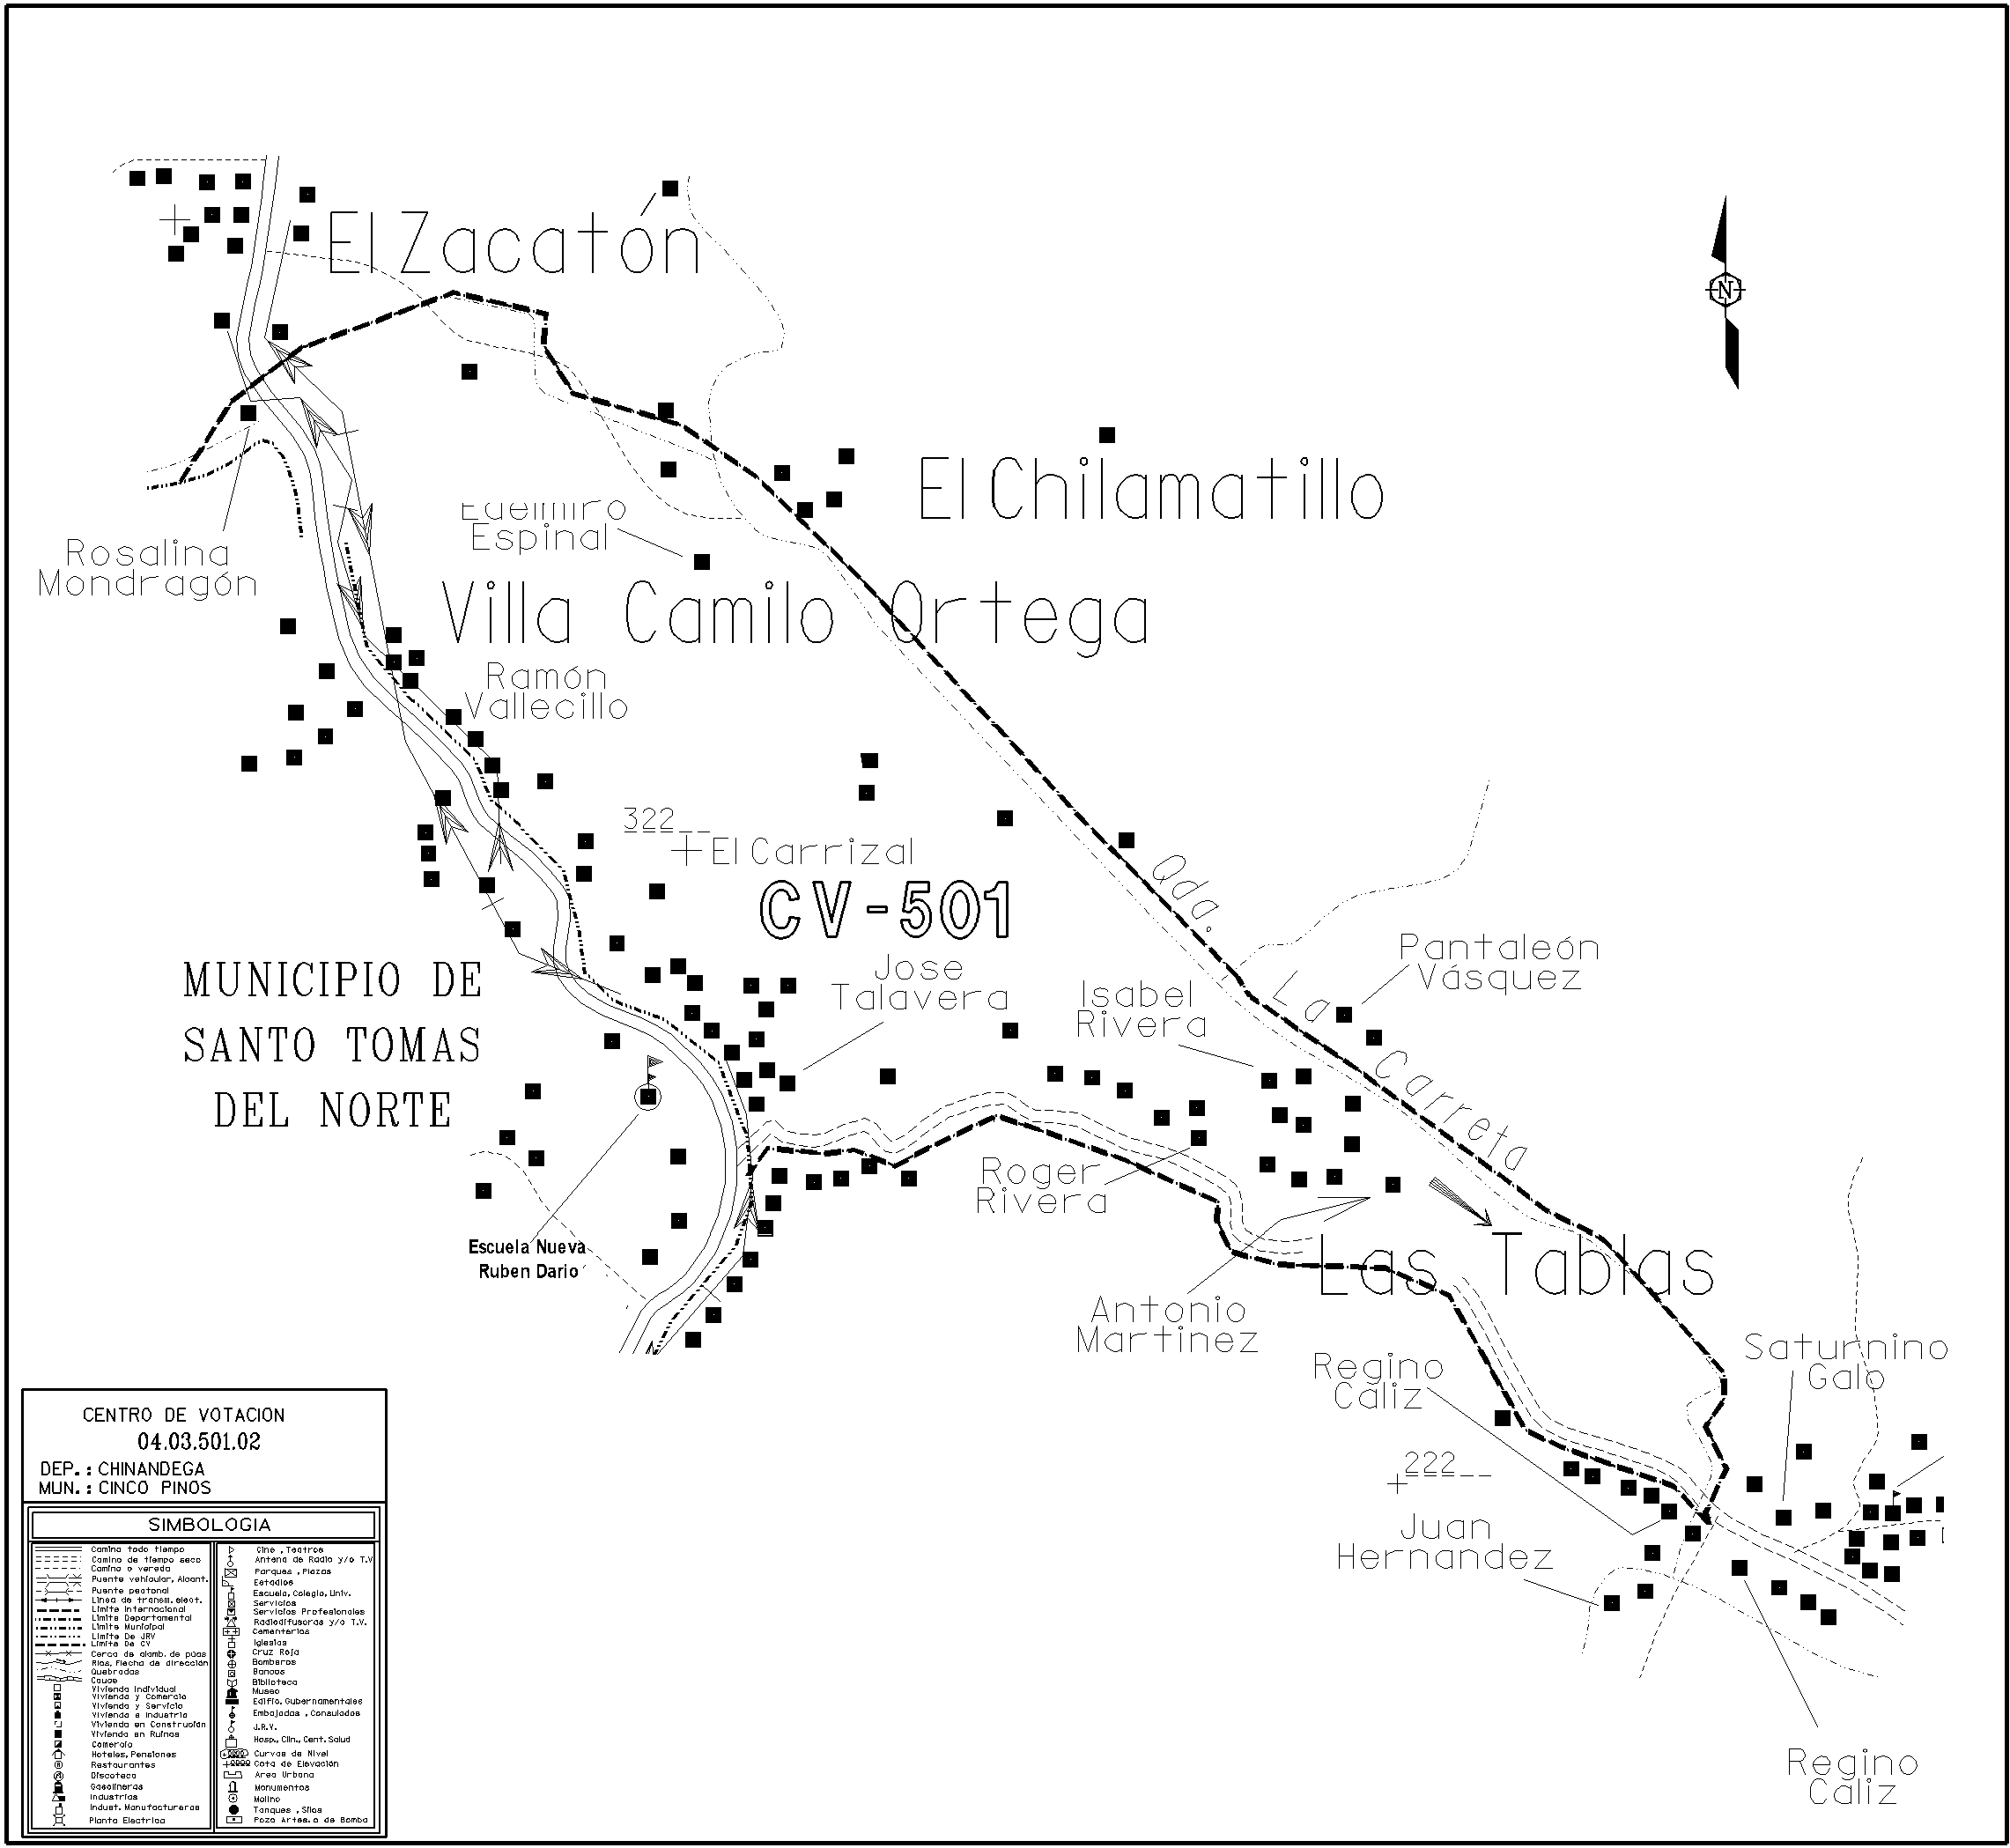 El Zacatón
N
El Chilamatillo
Espinal
Rosalina
Mondragón
Villa Camilo Ortega
Ramón
Vallecillo
322
El Carrizal
CV-501
Qda. La Carreta
Pantaleón
Vásquez
MUNICIPIO DE
SANTO TOMAS
DEL NORTE
Jose
Talavera
Isabel
Rivera
Roger
Rivera
Escuela Nueva
Ruben Dario
Las Tablas
Antonio
Martinez
Regino
Cáliz
Saturnino
Galo
222
Juan
Hernandez
Regino
Cáliz
CENTRO DE VOTACION
04.03.501.02
DEP.: CHINANDEGA
MUN.: CINCO PINOS
SIMBOLOGIA
Camino todo tiempo
Camino de tiempo seco
Camino o vereda
Puente vehicular, Alcant.
Puente peatonal
Linea de transm. elect.
Limite Internacional
Limite Departamental
Limite Municipal
Limite De JRV
Limite De CV
Cerca de alamb. de púas
Rios, Flecha de dirección
Quebradas
Cauce
Vivienda Individual
Vivienda y Comercio
Vivienda y Servicio
Vivienda e Industria
Vivienda en Construción
Vivienda en Ruinas
Comercio
Hoteles, Pensiones
Restaurantes
Discoteca
Gasolineras
Industrias
Indust. Manufactureras
Planta Electrica
Cine , Teatros
Antena de Radio y/o T.V
Parques , Plazas
Estadios
Escuela, Colegio, Univ.
Servicios
Servicios Profesionales
Radiodifusoras y/o T.V.
Cementerios
Iglesias
Cruz Roja
Bomberos
Bancos
Biblioteca
Museo
Edific. Gubernamentales
Embajadas , Consulados
J.R.V.
Hosp., Clin., Cent. Salud
Curvas de Nivel
Cota de Elevación
Area Urbana
Monumentos
Molino
Tanques , Silos
Pozo Artes. o de Bomba